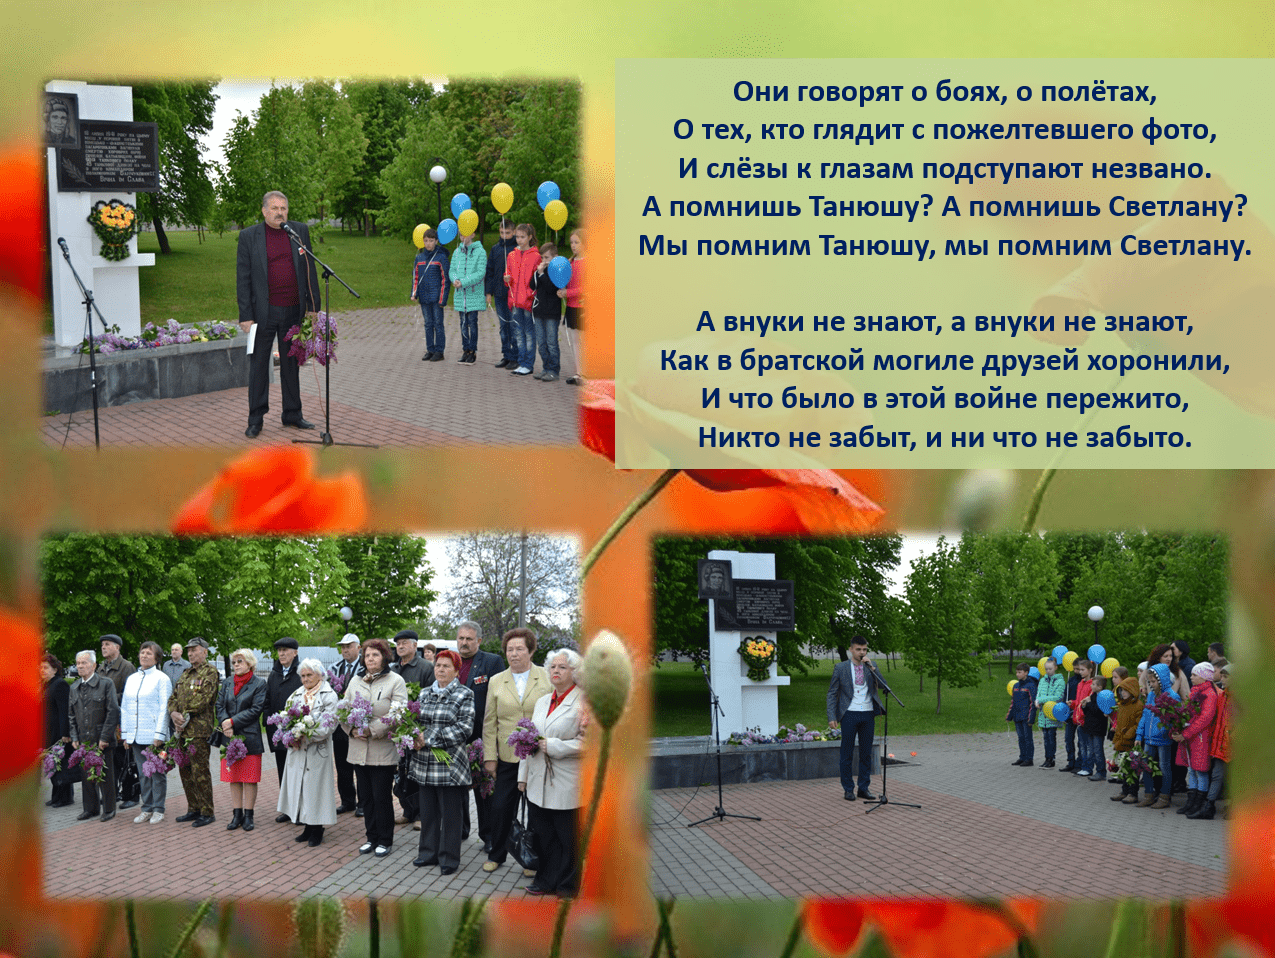 Они говорят о боях, о полётах,
О тех, кто глядит с пожелтевшего фото,
И слёзы к глазам подступают незвано.
А помнишь Танюшу? А помнишь Светлану?
Мы помним Танюшу, мы помним Светлану.
А внуки не знают, а внуки не знают,
Как в братской могиле друзей хоронили,
И что было в этой войне пережито,
Никто не забыт, и ни что не забыто.